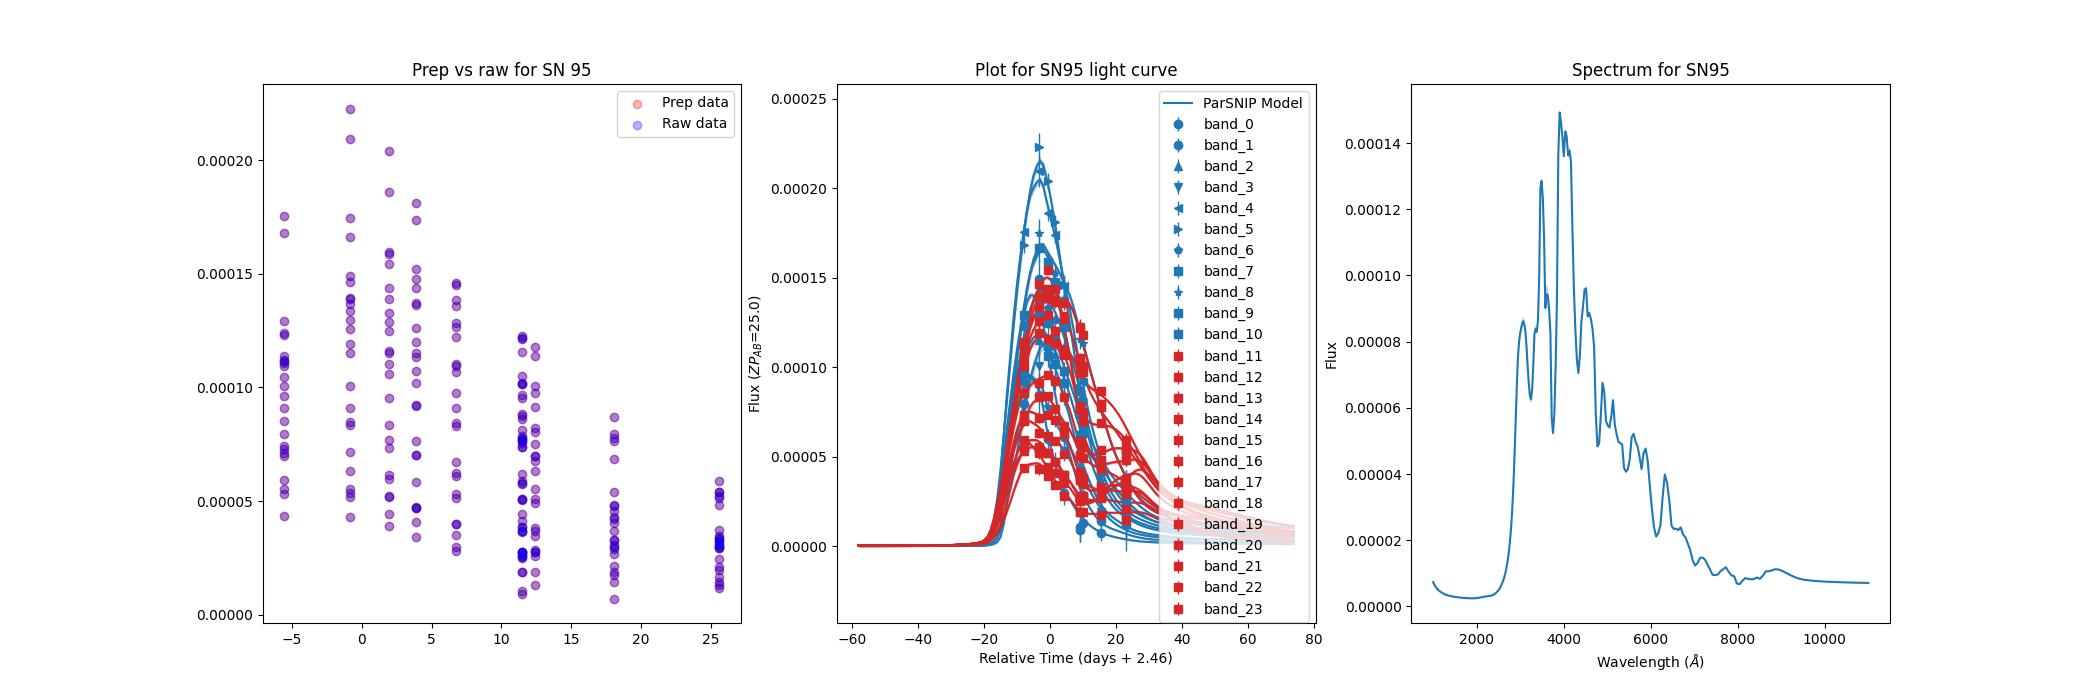 Prep vs raw for SN 95
Prep data
Raw data
0.00020
0.00015
0.00010
0.00005
0.00000
−5
0
5
10
15
20
25
Plot for SN95 light curve
Flux (ZP_AB=25.0)
0.00025
0.00020
0.00015
0.00010
0.00005
0.00000
ParSNIP Model
band_0
band_1
band_2
band_3
band_4
band_5
band_6
band_7
band_8
band_9
band_10
band_11
band_12
band_13
band_14
band_15
band_16
band_17
band_18
band_19
band_20
band_21
band_22
band_23
−60
−40
−20
0
20
40
60
80
Relative Time (days + 2.46)
Spectrum for SN95
Flux
0.00014
0.00012
0.00010
0.00008
0.00006
0.00004
0.00002
0.00000
2000
4000
6000
8000
10000
Wavelength (Å)